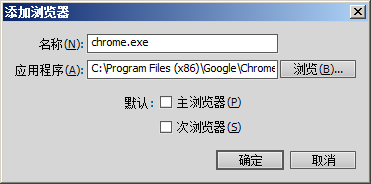 添加浏览器
名称(N): chrome.exe
应用程序(A): C:\Program Files (x86)\Google\Chrome 浏览(B)...
默认: 主浏览器(P)
次浏览器(S)
确定 取消